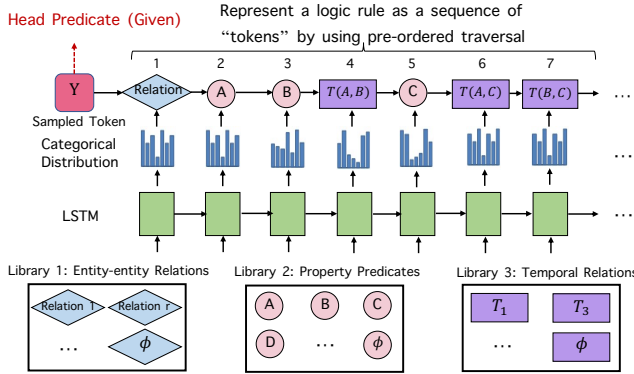 Head Predicate (Given)
Represent a logic rule as a sequence of
“tokens” by using pre-ordered traversal
1 2 3 4 5 6 7
Y Relation A B T(A, B) C T(A, C) T(B, C) ...
Sampled Token
Categorical
Distribution
...
LSTM
...
Library 1: Entity-entity Relations
Library 2: Property Predicates
Library 3: Temporal Relations
Relation 1 Relation r
... ϕ
A B C
D ... ϕ
T1 T3
... ϕ